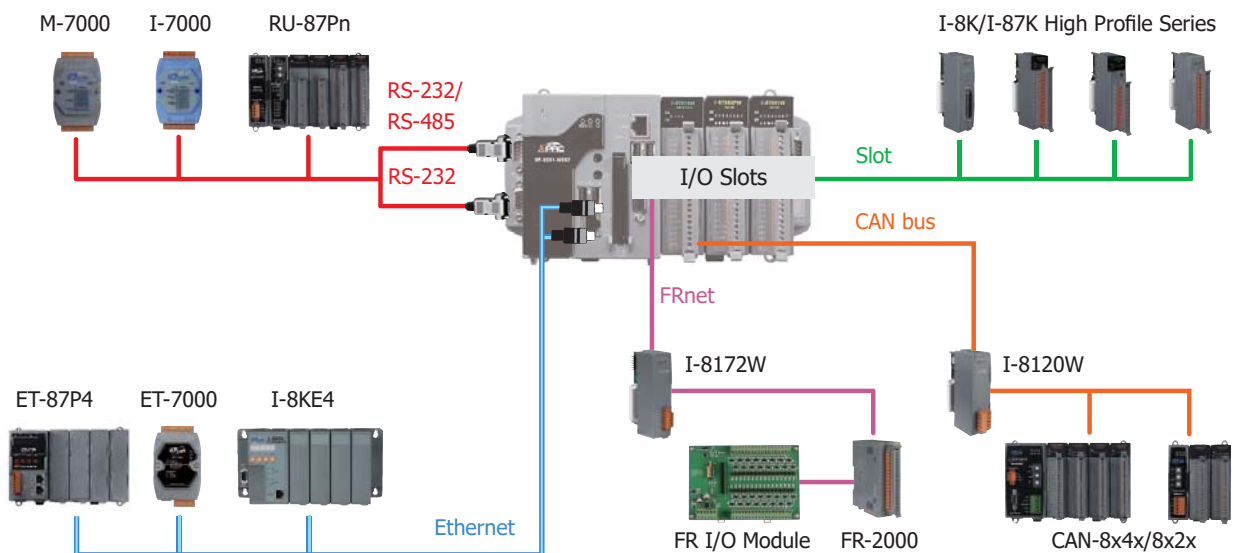 M-7000
I-7000
RU-87Pn
I-8K/I-87K High Profile Series
RS-232/
RS-485
RS-232
I/O Slots
Slot
CAN bus
FRnet
I-8172W
I-8120W
ET-87P4
ET-7000
I-8KE4
Ethernet
FR I/O Module
FR-2000
CAN-8x4x/8x2x